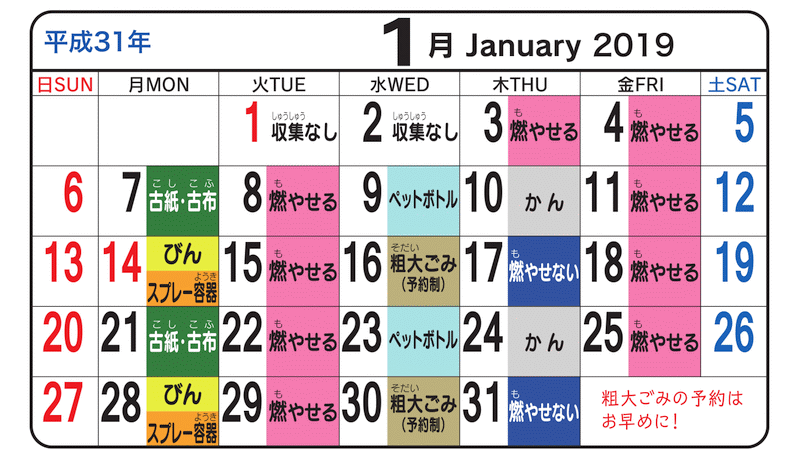 平成31年 1月 January 2019
日SUN 月MON 火TUE 水WED 木THU 金FRI 土SAT
1 収集なし しゅうしゅう 2 収集なし しゅうしゅう 3 燃やせる も 4 燃やせる も 5
6 7 古紙・古布 こし こふ 8 燃やせる も 9 ペットボトル 10 かん 11 燃やせる も 12
13 14 びん スプレー容器 ようき 15 燃やせる も 16 粗大ごみ そだい (予約制) 17 燃やせない も 18 燃やせる も 19
20 21 古紙・古布 こし こふ 22 燃やせる も 23 ペットボトル 24 かん 25 燃やせる も 26
27 28 びん スプレー容器 ようき 29 燃やせる も 30 粗大ごみ そだい (予約制) 31 燃やせない も
粗大ごみの予約は
お早めに!